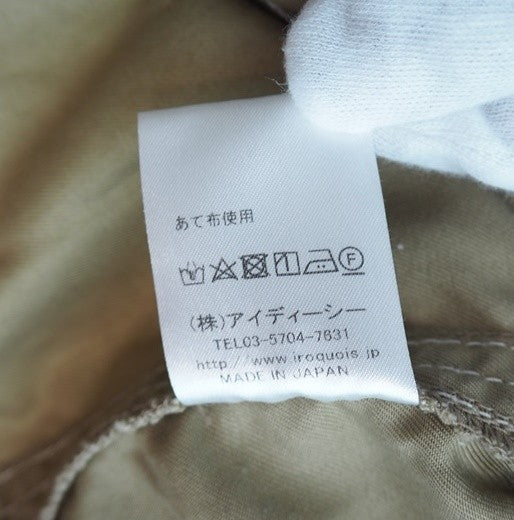 あて布使用
F
(株)アイディーシー
TEL03-5704-7631
http://www.iroquois.jp
MADE IN JAPAN